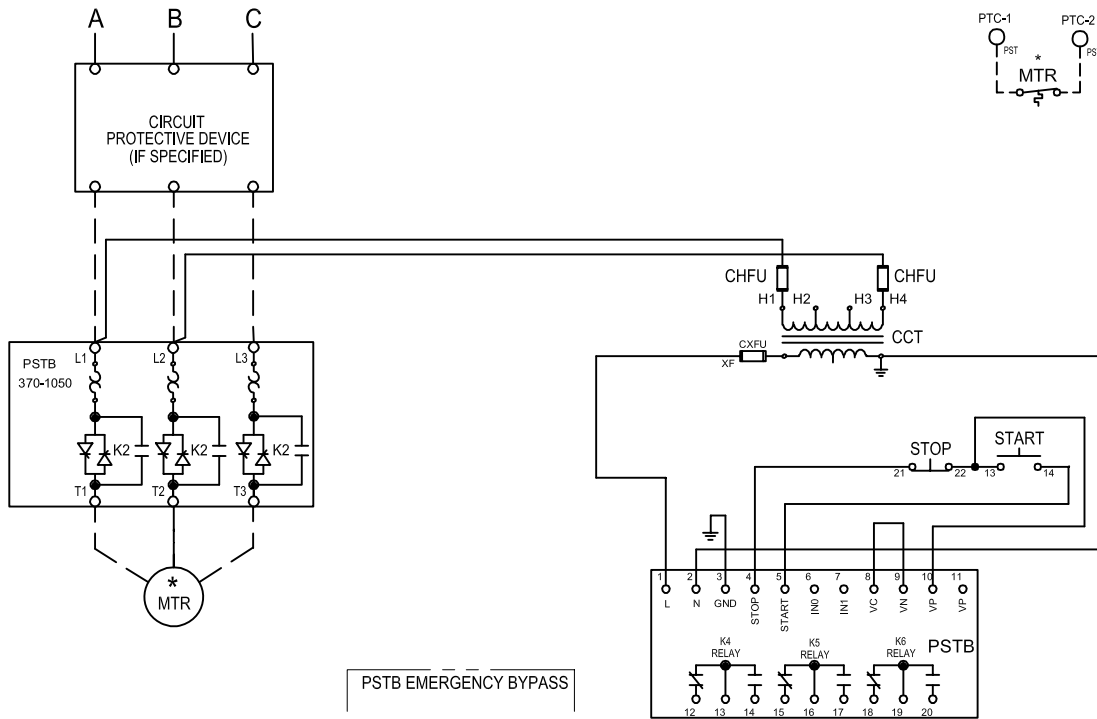 A B C
PTC-1 PTC-2
PST
*
MTR
CIRCUIT
PROTECTIVE DEVICE
(IF SPECIFIED)
CHFU CHFU
H1 H2 H3 H4
CCT
CXFU
XF
PSTB
370-1050
L1 L2 L3
K2 K2 K2
T1 T2 T3
*
MTR
STOP START
21 22 13 14
1 2 3 4 5 6 7 8 9 10 11
L N GND STOP START IN0 IN1 VC VN VP VP
PSTB
K4
RELAY
K5
RELAY
K6
RELAY
12 13 14 15 16 17 18 19 20
PSTB EMERGENCY BYPASS